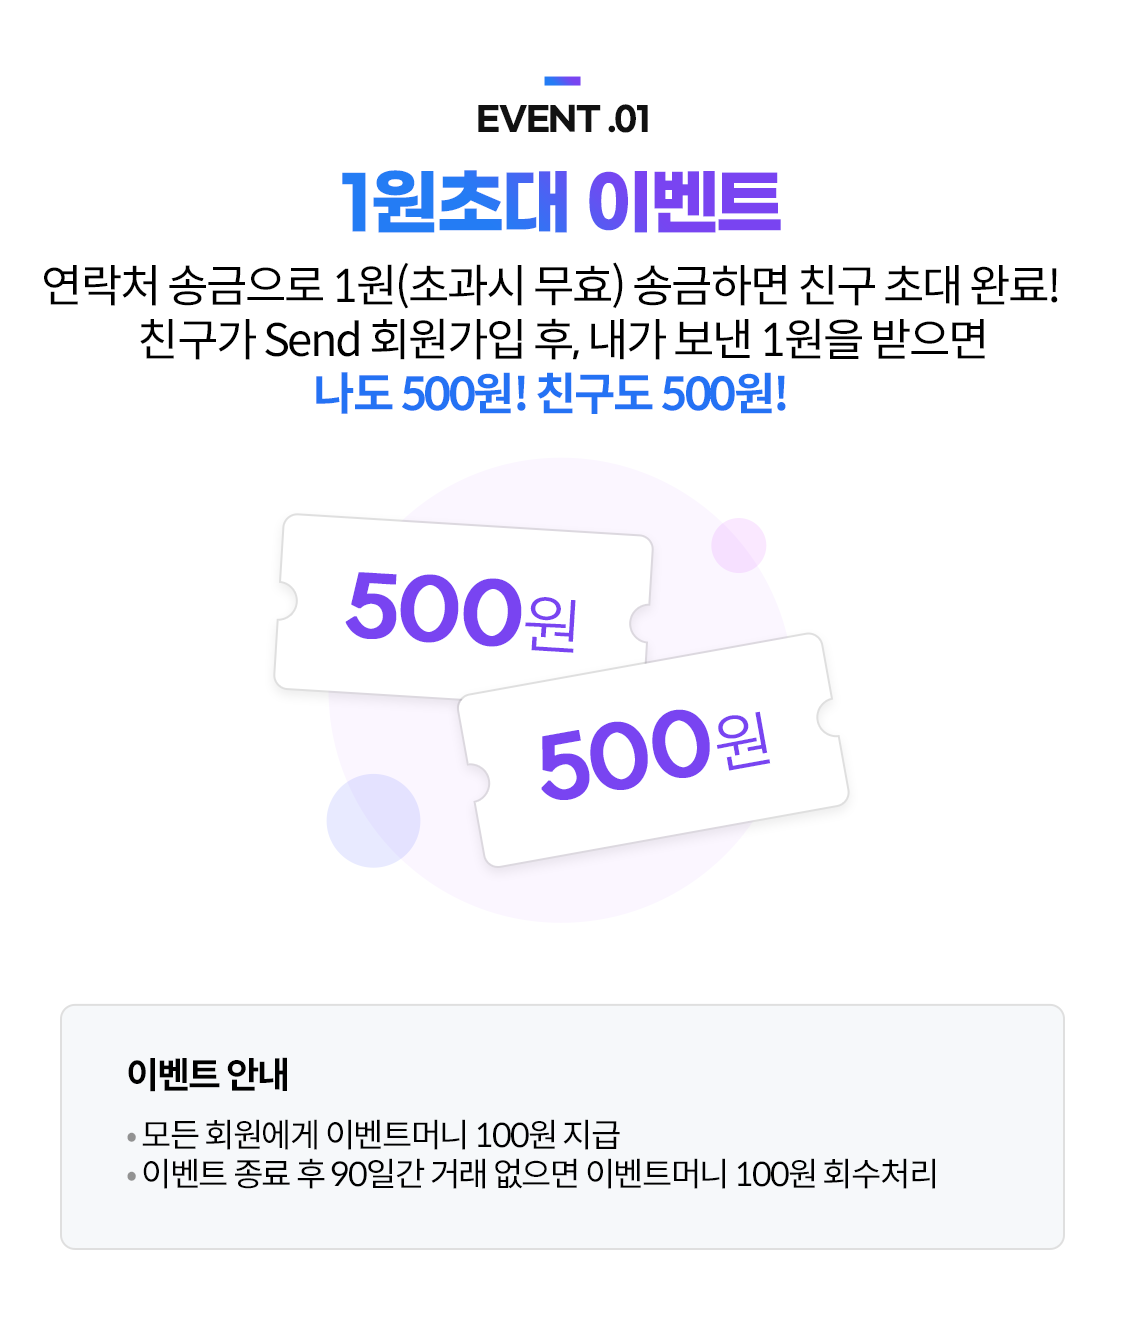 EVENT .01
1원초대 이벤트
연락처 송금으로 1원(초과시 무효) 송금하면 친구 초대 완료!
친구가 Send 회원가입 후, 내가 보낸 1원을 받으면
나도 500원! 친구도 500원!
500원
500원
이벤트 안내
• 모든 회원에게 이벤트머니 100원 지급
• 이벤트 종료 후 90일간 거래 없으면 이벤트머니 100원 회수처리